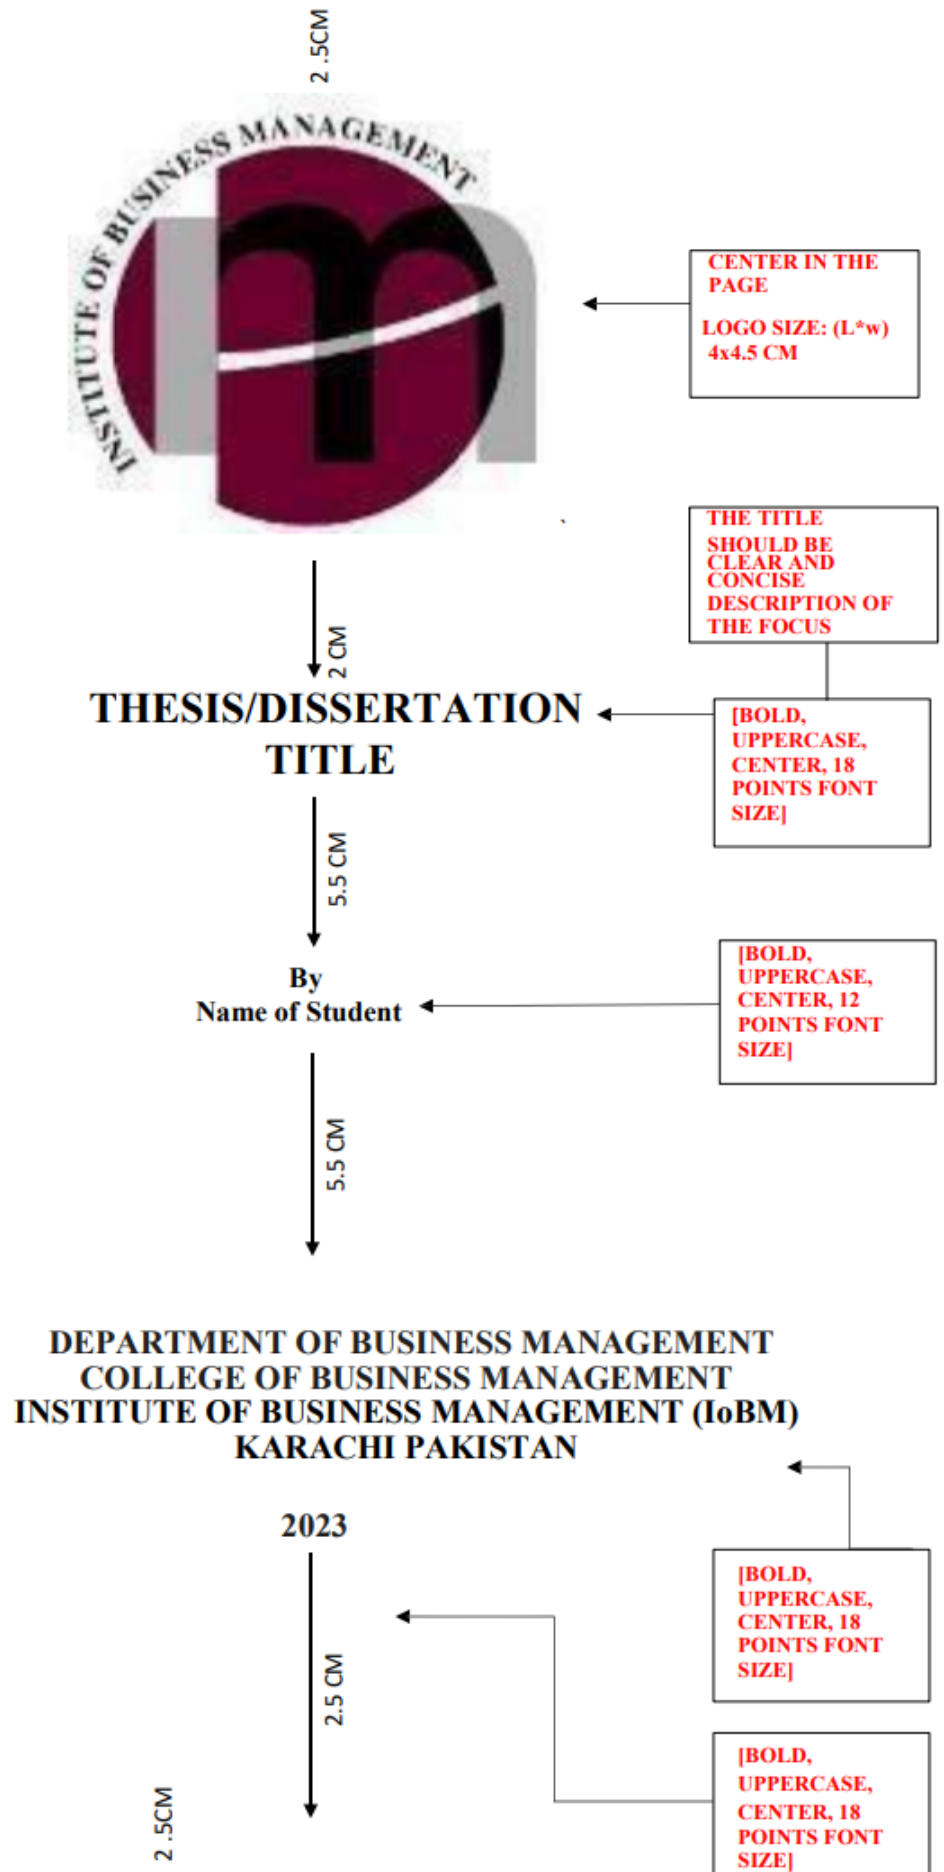 2 .5CM
INSTITUTE OF BUSINESS MANAGEMENT
CENTER IN THE
PAGE
LOGO SIZE: (L*w)
4x4.5 CM
THE TITLE
SHOULD BE
CLEAR AND
CONCISE
DESCRIPTION OF
THE FOCUS
2 CM
THESIS/DISSERTATION
TITLE
[BOLD,
UPPERCASE,
CENTER, 18
POINTS FONT
SIZE]
5.5 CM
By
Name of Student
[BOLD,
UPPERCASE,
CENTER, 12
POINTS FONT
SIZE]
5.5 CM
DEPARTMENT OF BUSINESS MANAGEMENT
COLLEGE OF BUSINESS MANAGEMENT
INSTITUTE OF BUSINESS MANAGEMENT (IoBM)
KARACHI PAKISTAN
2023
[BOLD,
UPPERCASE,
CENTER, 18
POINTS FONT
SIZE]
2.5 CM
[BOLD,
UPPERCASE,
CENTER, 18
POINTS FONT
SIZE]
2 .5CM